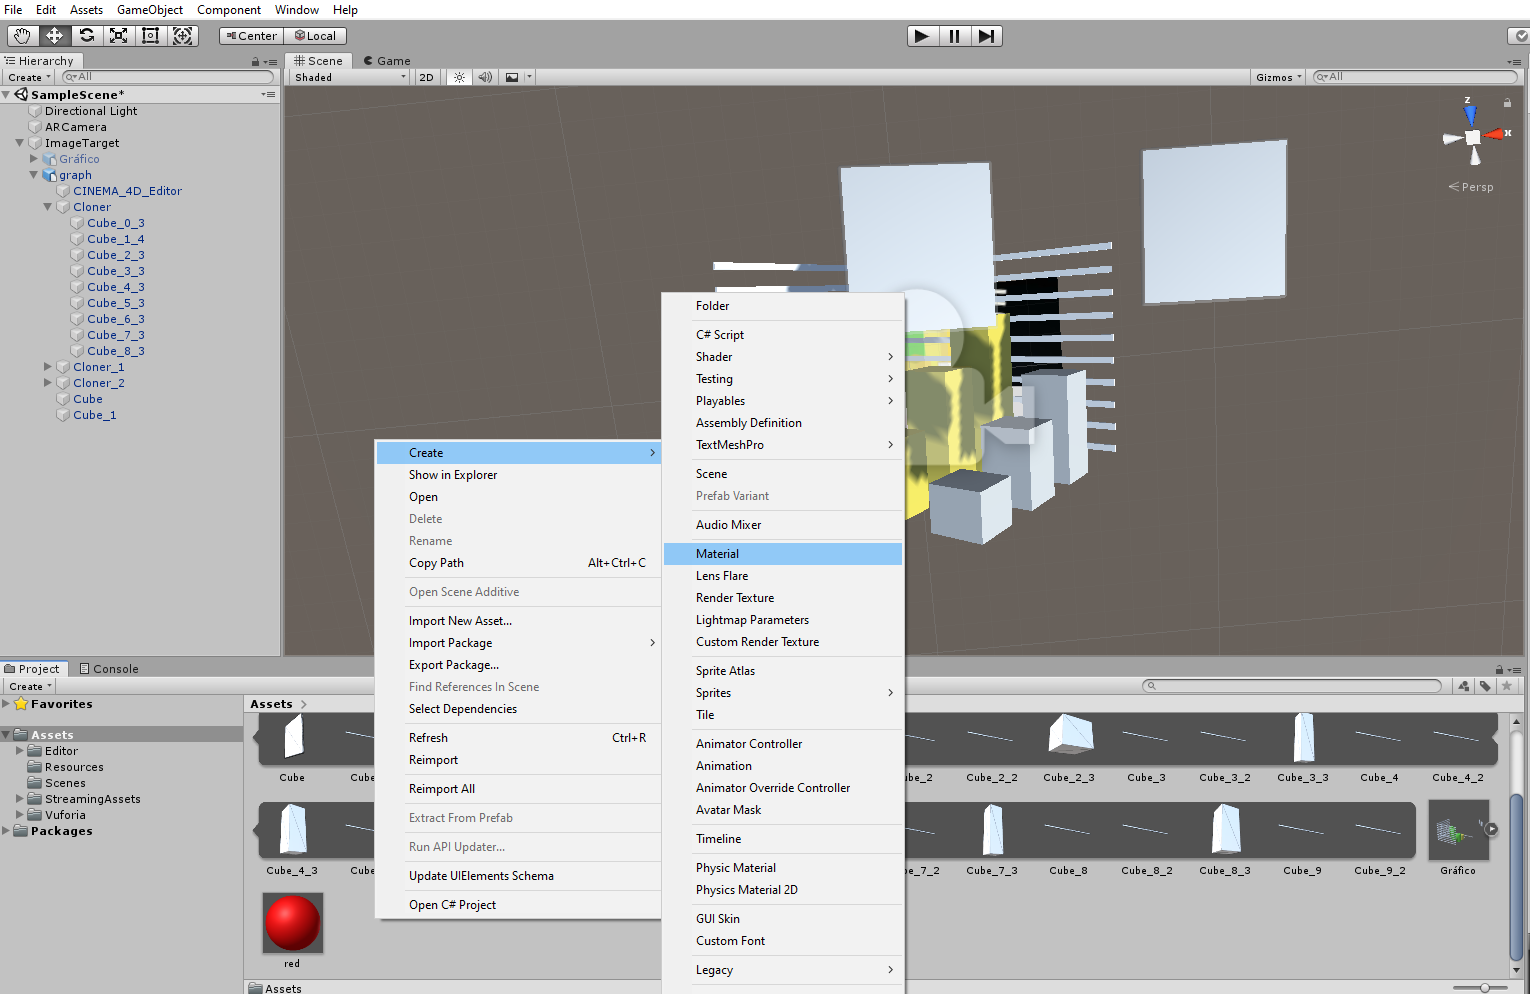 File Edit Assets GameObject Component Window Help
Center Local
Hierarchy
Create All
SampleScene*
Directional Light
ARCamera
ImageTarget
Gráfico
graph
CINEMA_4D_Editor
Cloner
Cube_0_3
Cube_1_4
Cube_2_3
Cube_3_3
Cube_4_3
Cube_5_3
Cube_6_3
Cube_7_3
Cube_8_3
Cloner_1
Cloner_2
Cube
Cube_1
Scene Game
Shaded 2D Gizmos All
z
x
Persp
Create
Show in Explorer
Open
Delete
Rename
Copy Path Alt+Ctrl+C
Open Scene Additive
Import New Asset...
Import Package
Export Package...
Find References In Scene
Select Dependencies
Refresh Ctrl+R
Reimport
Reimport All
Extract From Prefab
Run API Updater...
Update UIElements Schema
Open C# Project
Folder
C# Script
Shader
Testing
Playables
Assembly Definition
TextMeshPro
Scene
Prefab Variant
Audio Mixer
Material
Lens Flare
Render Texture
Lightmap Parameters
Custom Render Texture
Sprite Atlas
Sprites
Tile
Animator Controller
Animation
Animator Override Controller
Avatar Mask
Timeline
Physic Material
Physics Material 2D
GUI Skin
Custom Font
Legacy
Project Console
Create
Favorites
Assets
Editor
Resources
Scenes
StreamingAssets
Vuforia
Packages
Assets
Cube Cube ube_2 Cube_2_2 Cube_2_3 Cube_3 Cube_3_2 Cube_3_3 Cube_4 Cube_4_2
Cube_4_3 Cube be_7_2 Cube_7_3 Cube_8 Cube_8_2 Cube_8_3 Cube_9 Cube_9_2 Gráfico
red
Assets